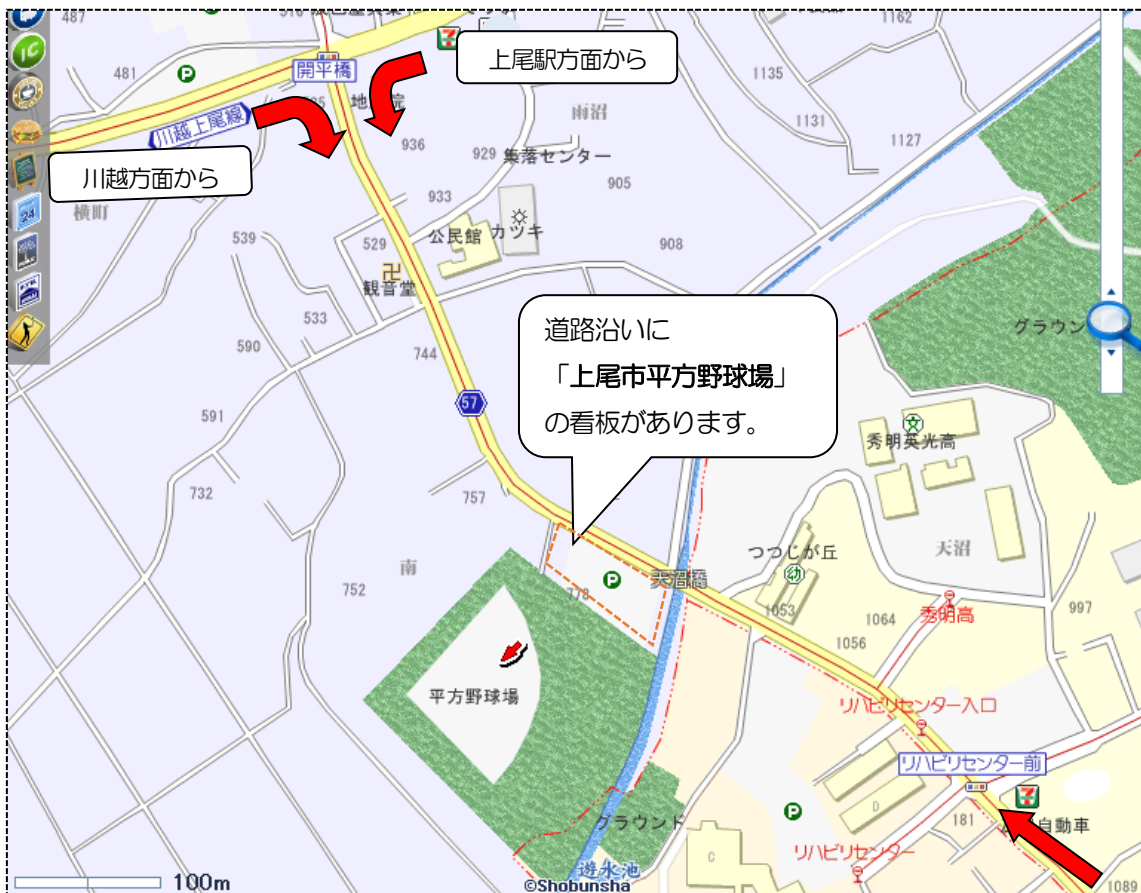 487
1162
481
開平橋
上尾駅方面から
1135
川越上尾線
雨沼
1131
936
929
集落センター
1127
川越方面から
905
933
横町
24
539
529
公民館
カツキ
908
卍
観音堂
533
道路沿いに
「上尾市平方野球場」
の看板があります。
グラウン
590
744
57
591
文
秀明英光高
732
757
つつじが丘
天沼
南
幼
752
778
天沼橋
1053
1064
秀明高
997
1056
平方野球場
リハビリセンター入口
リハビリセンター前
D
181
自動車
グラウンド
C
リハビリセンター
遊水池
100m
©Shobunsha
1089